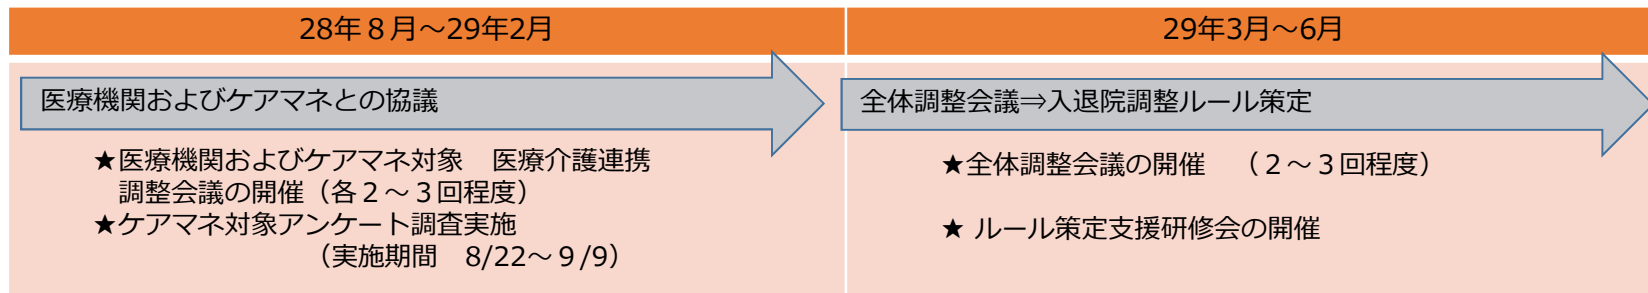 28年８月～29年2月
29年3月～6月
医療機関およびケアマネとの協議
全体調整会議⇒入退院調整ルール策定
★医療機関およびケアマネ対象　医療介護連携
調整会議の開催（各２～３回程度）
★ケアマネ対象アンケート調査実施
（実施期間　8/22～９/9）
★全体調整会議の開催　（２～３回程度）
★ ルール策定支援研修会の開催